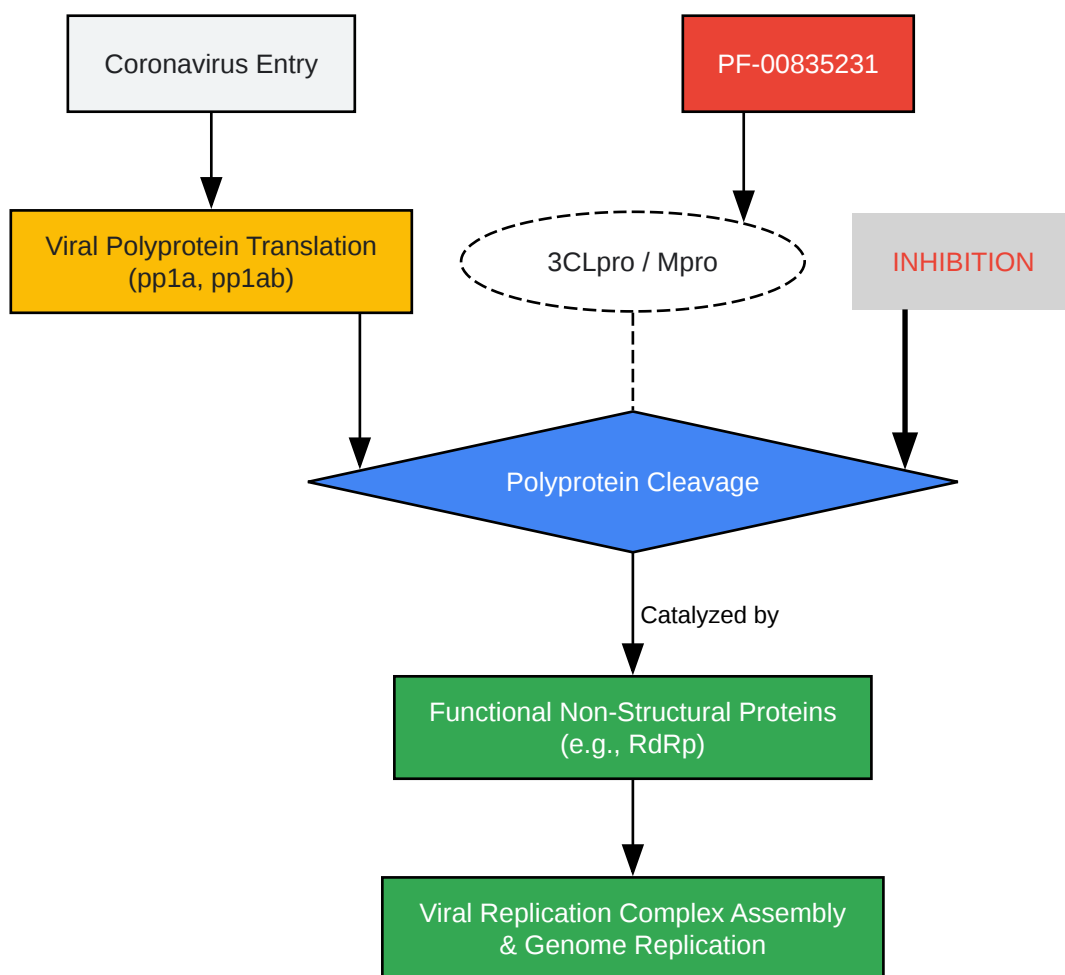 Coronavirus Entry
PF-00835231
Viral Polyprotein Translation
(pp1a, pp1ab)
3CLpro / Mpro
INHIBITION
Polyprotein Cleavage
Catalyzed by
Functional Non-Structural Proteins
(e.g., RdRp)
Viral Replication Complex Assembly
& Genome Replication